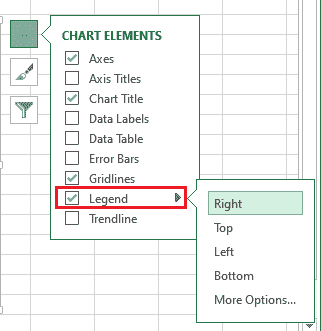 CHART ELEMENTS
Axes
Axis Titles
Chart Title
Data Labels
Data Table
Error Bars
Gridlines
Legend
Trendline
Right
Top
Left
Bottom
More Options...